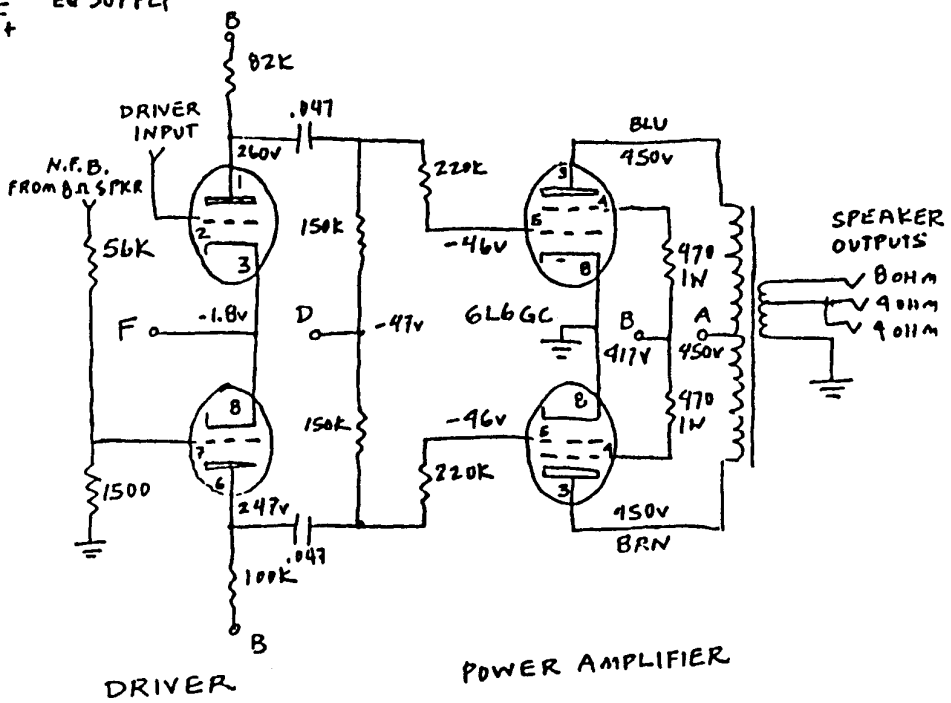 EQ SUPPLY
+
B
82K
DRIVER
INPUT
.047
260v
1
2
3
N.F.B.
FROM 8Ω SPKR
56K
150K
220K
-46v
BLU
450v
3
4
5
8
470
1W
SPEAKER
OUTPUTS
8 OHM
4 OHM
4 OHM
F
-1.8v
D
-47v
6L6GC
B
417V
A
450v
8
7
6
150K
-46v
8
5
4
3
470
1W
1500
247v
.047
220K
450v
BRN
100K
B
DRIVER
POWER AMPLIFIER